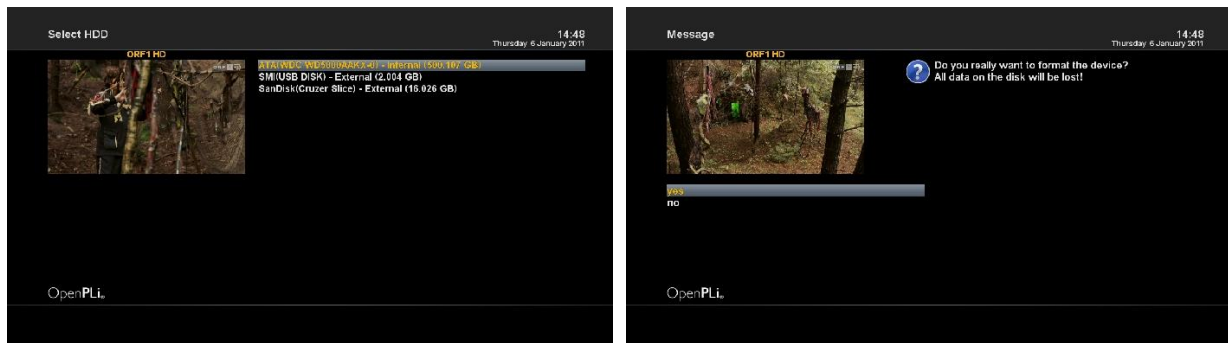 Select HDD
14:48
Thursday 6 January 2011
ORF1 HD
ATA(WDC WD5000AAKX-0) - Internal (500.107 GB)
SMI(USB DISK) - External (2.004 GB)
SanDisk(Cruzer Slice) - External (16.026 GB)
OpenPLi®
Message
14:48
Thursday 6 January 2011
ORF1 HD
Do you really want to format the device?
All data on the disk will be lost!
yes
no
OpenPLi®